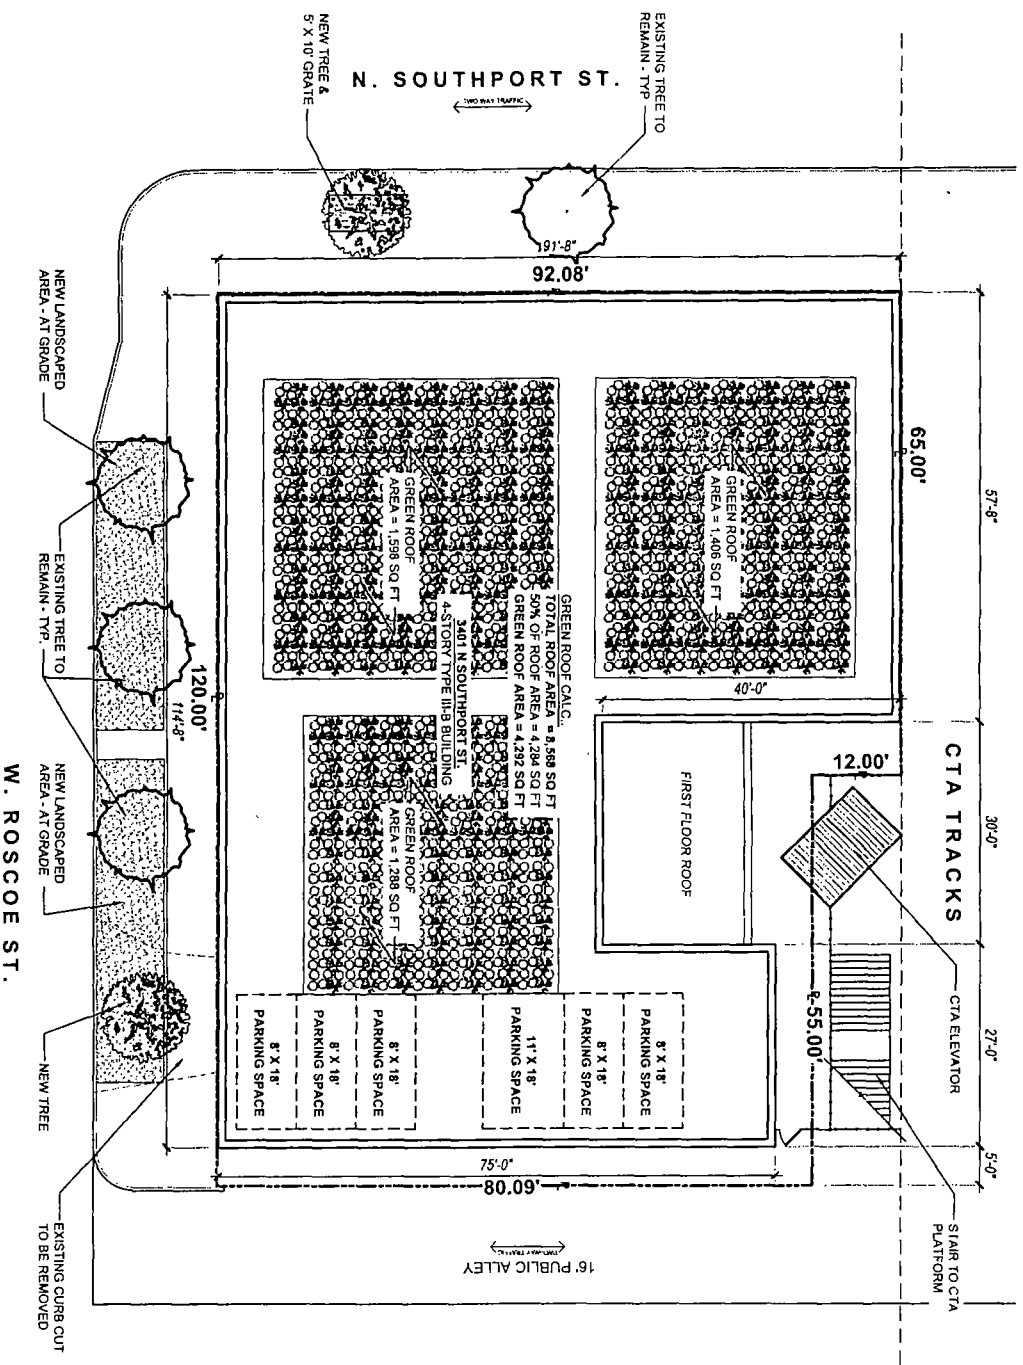 N. SOUTHPORT ST.
TWO WAY TRAFFIC
NEW TREE &
5' X 10' GRATE
EXISTING TREE TO
REMAIN - TYP
91'-8"
92.08'
65.00'
57'-8"
GREEN ROOF
AREA = 1,406 SQ FT
GREEN ROOF
AREA = 1,598 SQ FT
GREEN ROOF CALC.:
TOTAL ROOF AREA = 8,568 SQ FT
50% OF ROOF AREA = 4,284 SQ FT
GREEN ROOF AREA = 4,292 SQ FT
3401 N SOUTHPORT ST.
4-STORY TYPE III-B BUILDING
GREEN ROOF
AREA = 1,288 SQ FT
40'-0"
FIRST FLOOR ROOF
CTA TRACKS
12.00'
30'-0"
CTA ELEVATOR
55.00'
27'-0"
5'-0"
STAIR TO CTA
PLATFORM
8' X 18'
PARKING SPACE
8' X 18'
PARKING SPACE
11' X 18'
PARKING SPACE
8' X 18'
PARKING SPACE
8' X 18'
PARKING SPACE
8' X 18'
PARKING SPACE
75'-0"
80.09'
TWO-WAY TRAFFIC
16' PUBLIC ALLEY
120.00'
114'-8"
NEW LANDSCAPED
AREA - AT GRADE
EXISTING TREE TO
REMAIN - TYP.
NEW LANDSCAPED
AREA - AT GRADE
NEW TREE
EXISTING CURB CUT
TO BE REMOVED
W. ROSCOE ST.